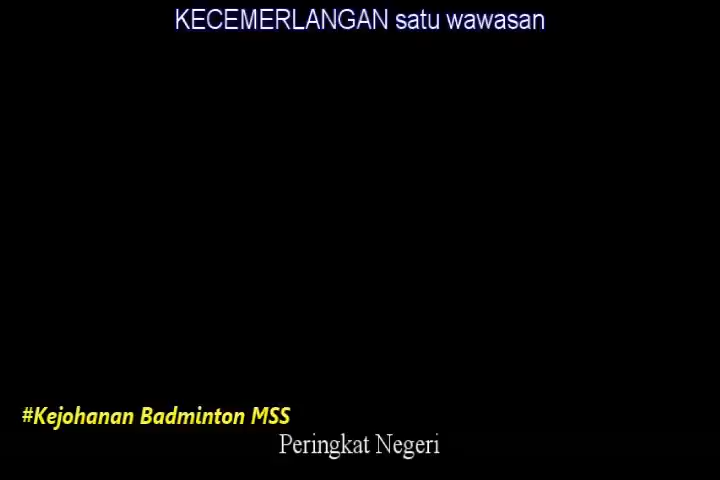 KECEMERLANGAN satu wawasan
#Kejohanan Badminton MSS
Peringkat Negeri